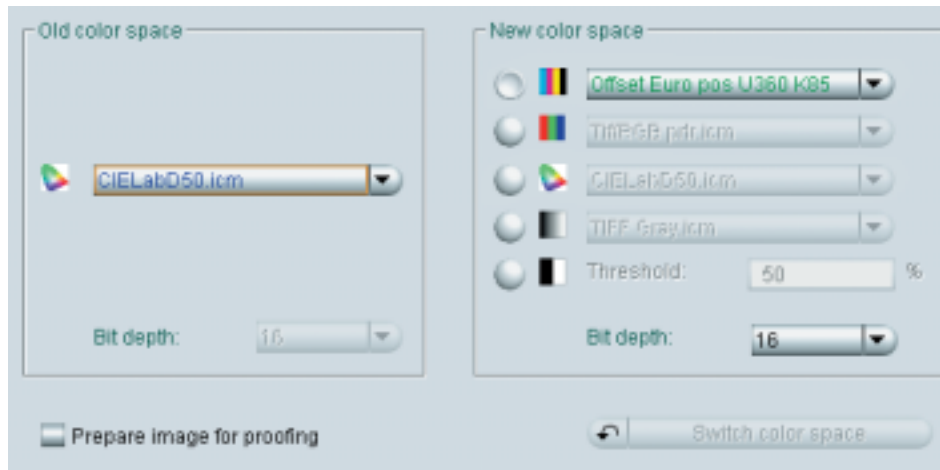 Old color space
CIELabD50.icm
Bit depth:
16
New color space
Offset Euro pos U360 K85
TiffRGB pdr.icm
CIELabD50.icm
TIFF Gray.icm
Threshold:
50
%
Bit depth:
16
Prepare image for proofing
Switch color space